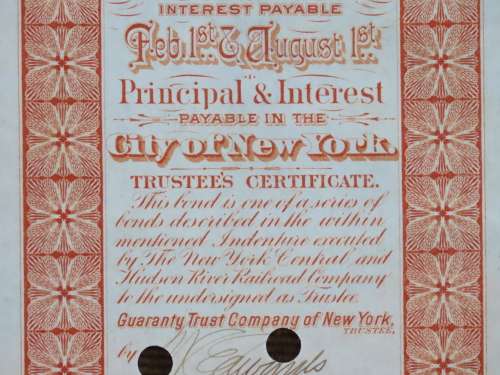 INTEREST PAYABLE
Feb. 1st & August 1st.
Principal & Interest
PAYABLE IN THE
City of New York.
TRUSTEE'S CERTIFICATE.
This bond is one of a series of
bonds described in the within
mentioned Indenture executed
by The New York Central and
Hudson River Railroad Company
to the undersigned as Trustee
Guaranty Trust Company of New York,
TRUSTEE,
by Edwards